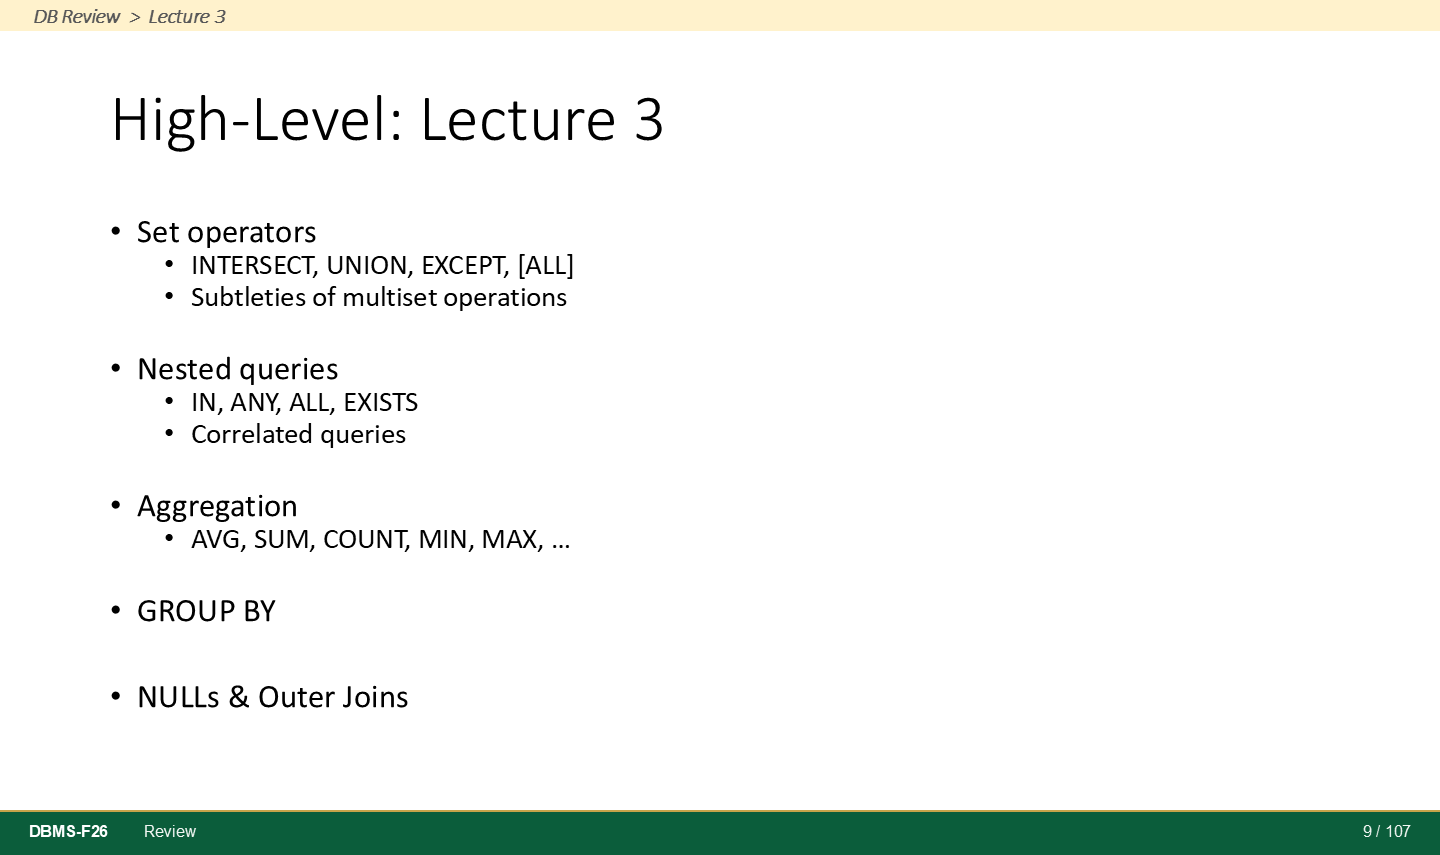 DB Review > Lecture 3
High-Level: Lecture 3
• Set operators
• INTERSECT, UNION, EXCEPT, [ALL]
• Subtleties of multiset operations
• Nested queries
• IN, ANY, ALL, EXISTS
• Correlated queries
• Aggregation
• AVG, SUM, COUNT, MIN, MAX, …
• GROUP BY
• NULLs & Outer Joins
DBMS-F26 Review 9 / 107